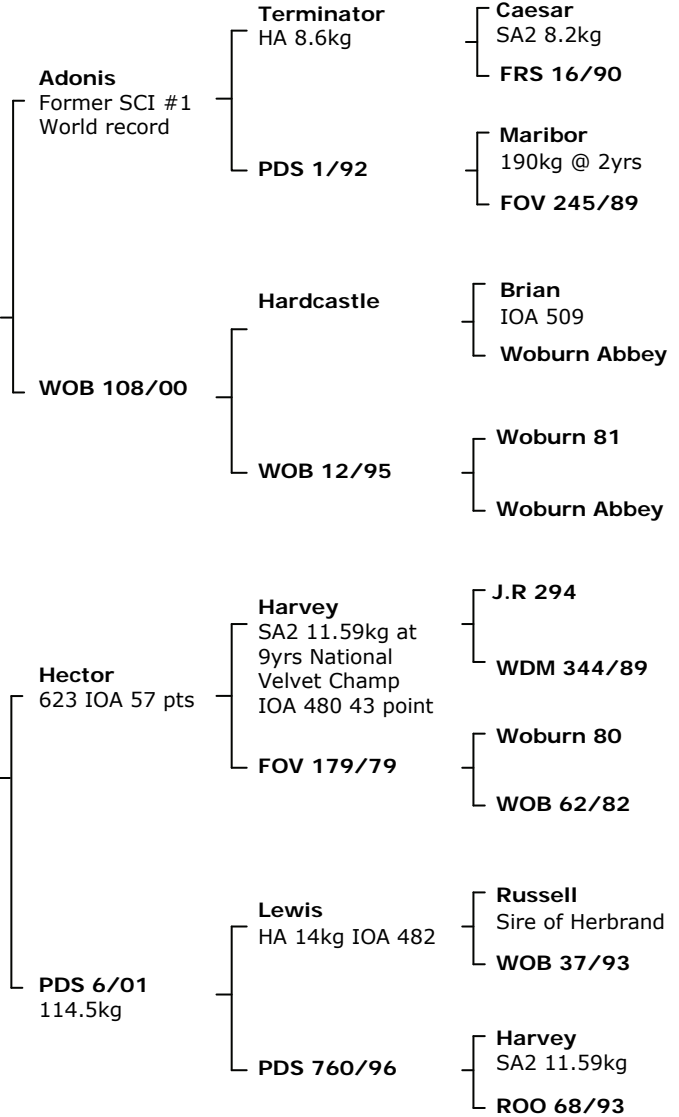 Adonis
Former SCI #1
World record
Terminator
HA 8.6kg
Caesar
SA2 8.2kg
FRS 16/90
PDS 1/92
Maribor
190kg @ 2yrs
FOV 245/89
WOB 108/00
Hardcastle
Brian
IOA 509
Woburn Abbey
WOB 12/95
Woburn 81
Woburn Abbey
Hector
623 IOA 57 pts
Harvey
SA2 11.59kg at
9yrs National
Velvet Champ
IOA 480 43 point
J.R 294
WDM 344/89
FOV 179/79
Woburn 80
WOB 62/82
PDS 6/01
114.5kg
Lewis
HA 14kg IOA 482
Russell
Sire of Herbrand
WOB 37/93
PDS 760/96
Harvey
SA2 11.59kg
ROO 68/93